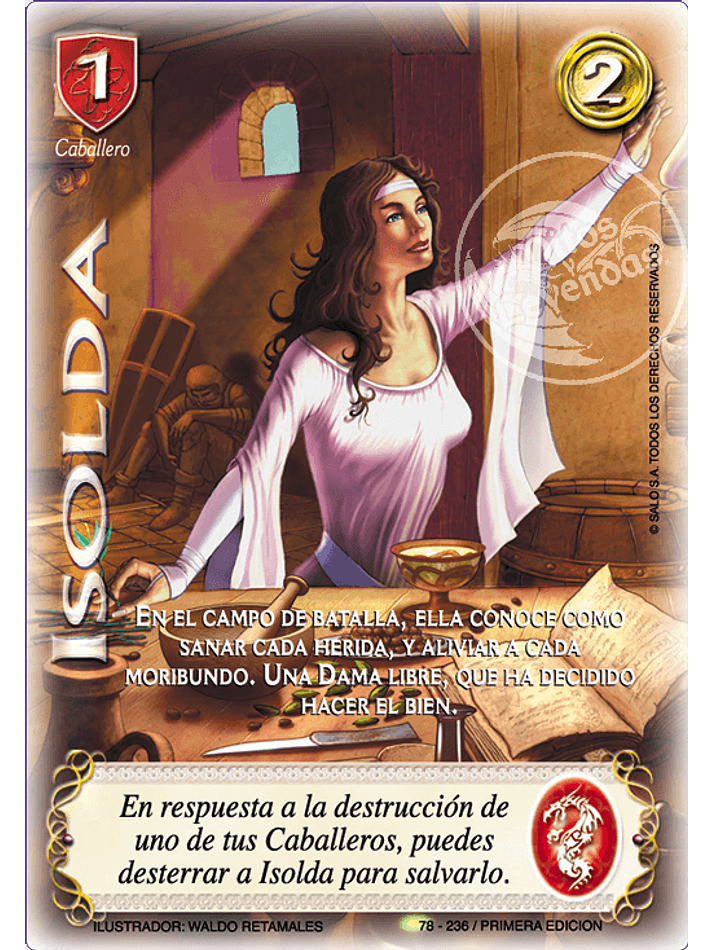 1
2
Caballero
ISOLDA
Mitos y Leyendas
© SALO S.A. TODOS LOS DERECHOS RESERVADOS
EN EL CAMPO DE BATALLA, ELLA CONOCE COMO
SANAR CADA HERIDA, Y ALIVIAR A CADA
MORIBUNDO. UNA DAMA LIBRE, QUE HA DECIDIDO
HACER EL BIEN.
En respuesta a la destrucción de
uno de tus Caballeros, puedes
desterrar a Isolda para salvarlo.
ILUSTRADOR: WALDO RETAMALES
78 - 236 / PRIMERA EDICION